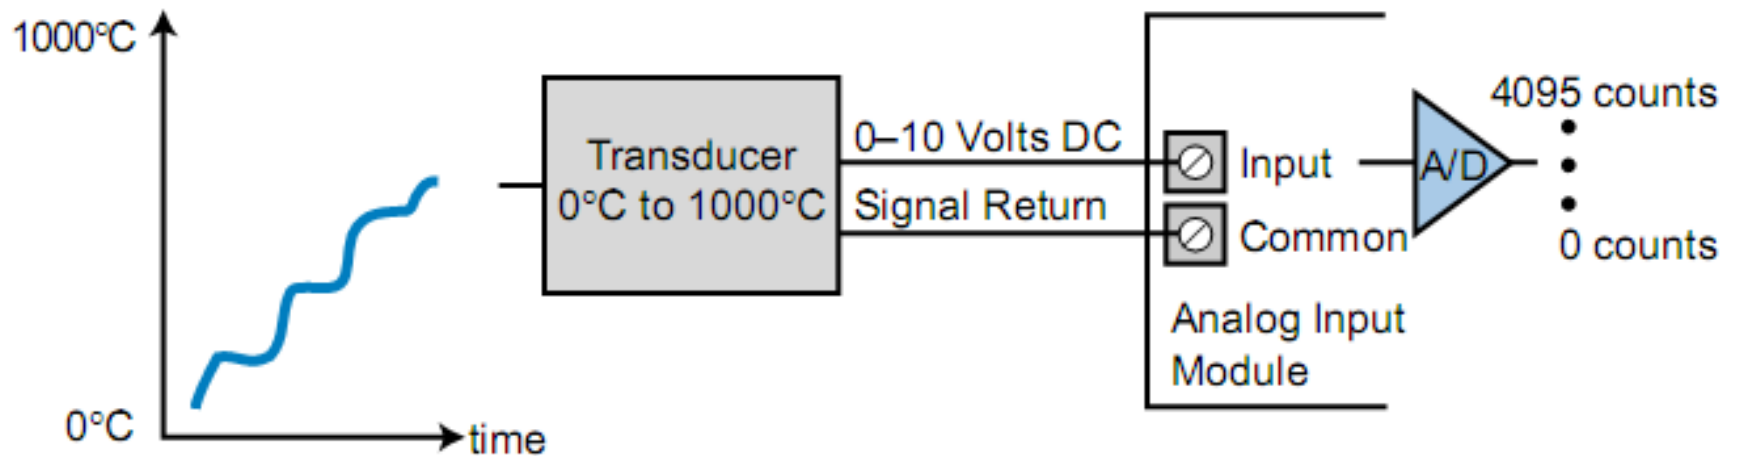 1000°C
0°C
time
Transducer
0°C to 1000°C
0–10 Volts DC
Signal Return
Input
Common
Analog Input
Module
A/D
4095 counts
0 counts